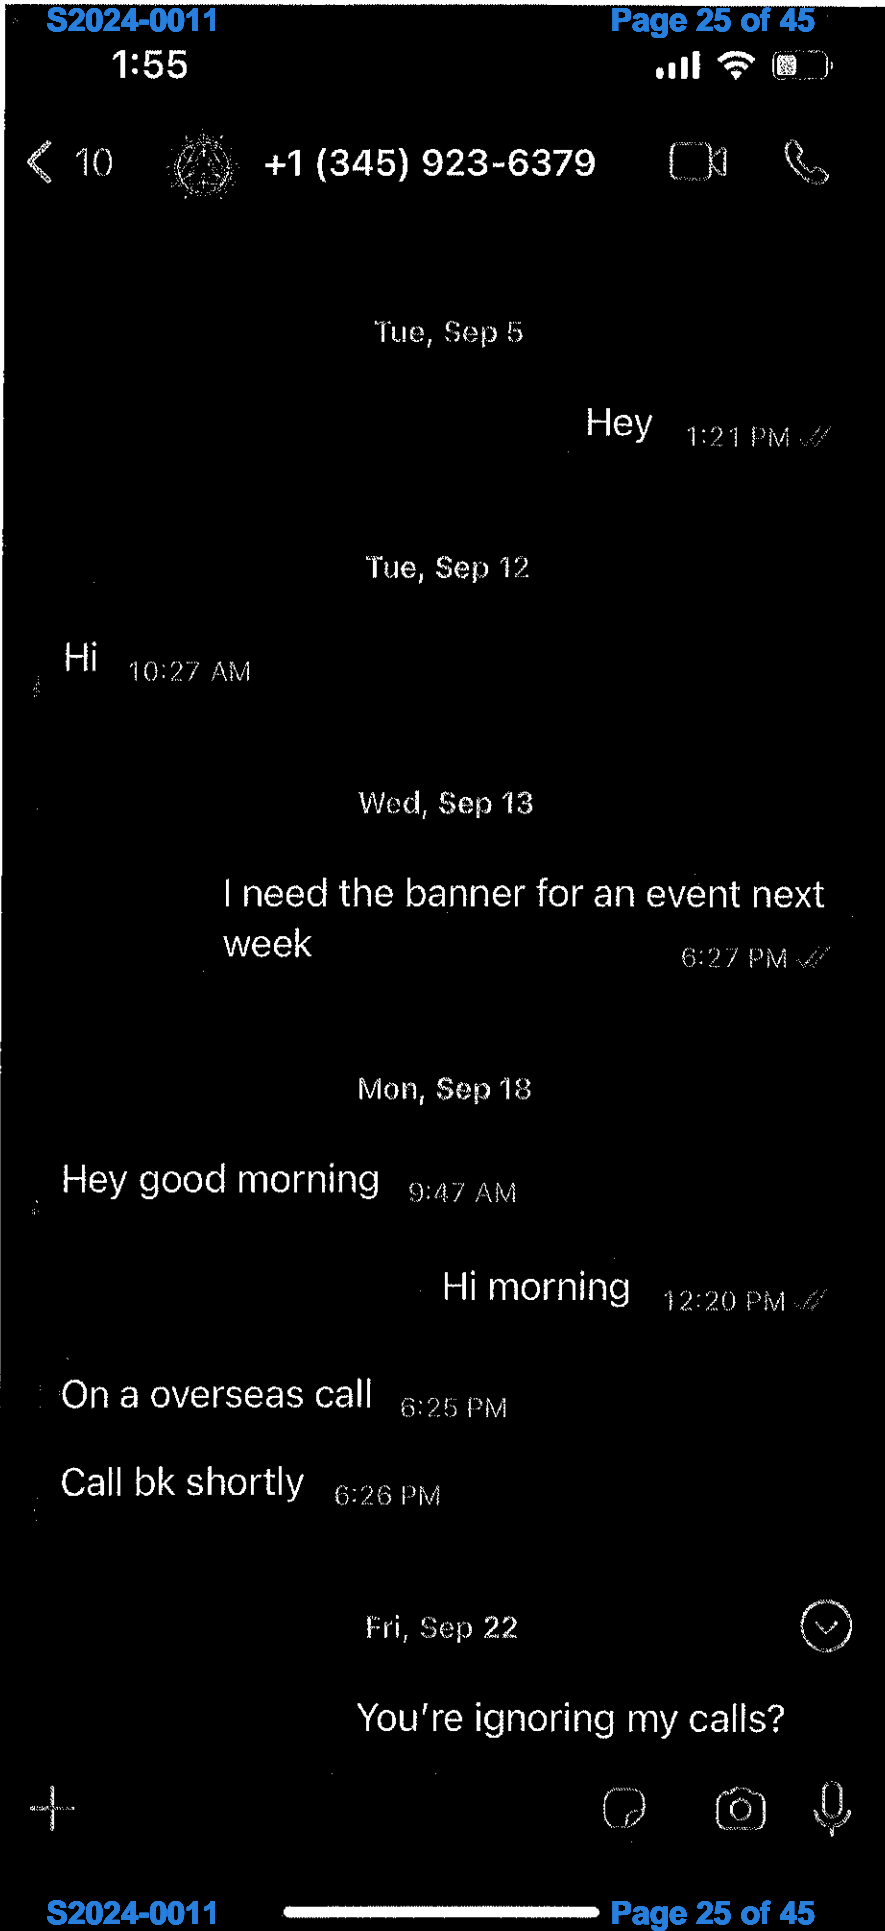 S2024-0011 Page 25 of 45
1:55
10 +1 (345) 923-6379
Tue, Sep 5
Hey 1:21 PM
Tue, Sep 12
Hi 10:27 AM
Wed, Sep 13
I need the banner for an event next
week 6:27 PM
Mon, Sep 18
Hey good morning 9:47 AM
Hi morning 12:20 PM
On a overseas call 6:25 PM
Call bk shortly 6:26 PM
Fri, Sep 22
You're ignoring my calls?
S2024-0011 Page 25 of 45